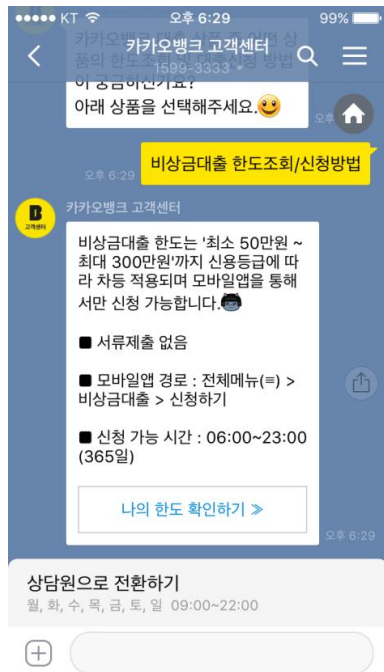 KT 오후 6:29 99%
카카오뱅크 고객센터
1599-3333
이 궁금하신가요?
아래 상품을 선택해주세요.
오후 6:29
비상금대출 한도조회/신청방법
오후 6:29
B
고객센터
카카오뱅크 고객센터
비상금대출 한도는 '최소 50만원 ~
최대 300만원'까지 신용등급에 따
라 차등 적용되며 모바일앱을 통해
서만 신청 가능합니다.
■ 서류제출 없음
■ 모바일앱 경로 : 전체메뉴(≡) >
비상금대출 > 신청하기
■ 신청 가능 시간 : 06:00~23:00
(365일)
나의 한도 확인하기 ≫
오후 6:29
상담원으로 전환하기
월, 화, 수, 목, 금, 토, 일 09:00~22:00